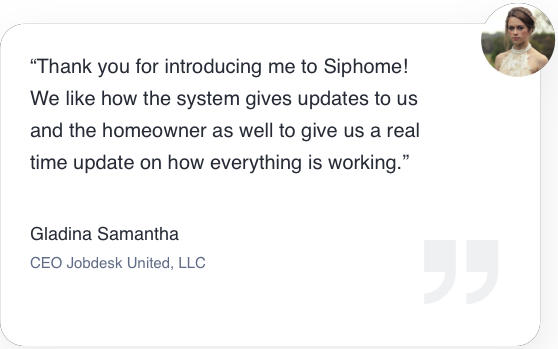 “Thank you for introducing me to Siphome!
We like how the system gives updates to us
and the homeowner as well to give us a real
time update on how everything is working.”
Gladina Samantha
CEO Jobdesk United, LLC
”